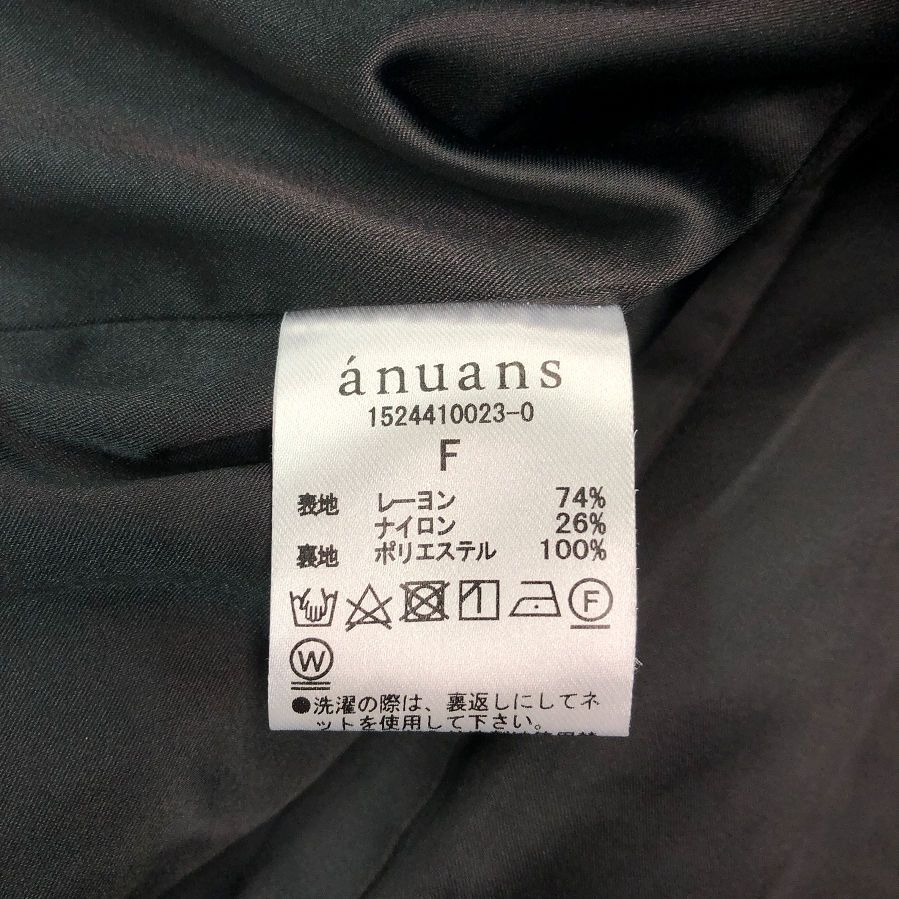 ánuans
1524410023-0
F
表地 レーヨン 74%
ナイロン 26%
裏地 ポリエステル 100%
F
W
●洗濯の際は、裏返しにしてネ
ットを使用して下さい。